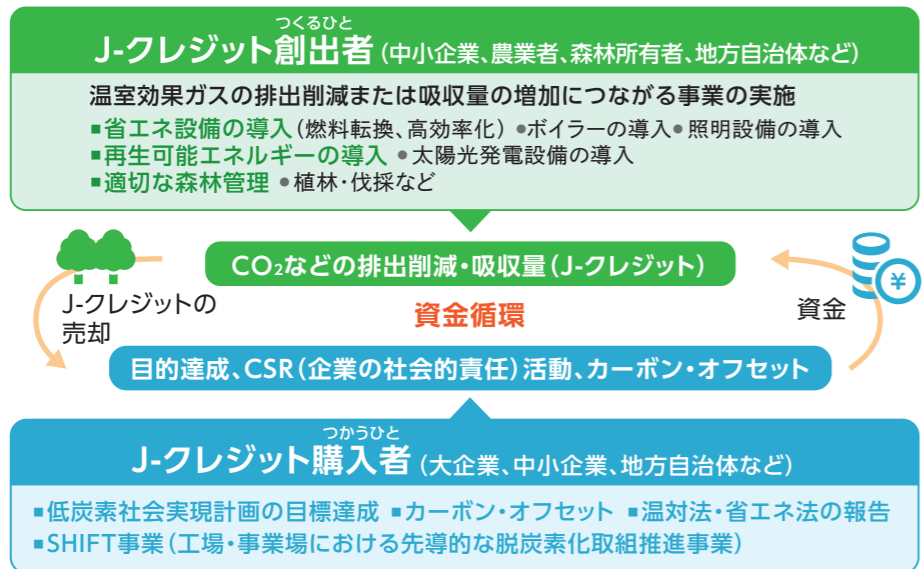 つくるひと
J-クレジット創出者(中小企業、農業者、森林所有者、地方自治体など)
温室効果ガスの排出削減または吸収量の増加につながる事業の実施
■省エネ設備の導入(燃料転換、高効率化) ●ボイラーの導入● 照明設備の導入
■再生可能エネルギーの導入 ●太陽光発電設備の導入
■適切な森林管理 ●植林・伐採など
CO₂などの排出削減・吸収量(J-クレジット)
J-クレジットの
売却
資金循環
資金
¥
目的達成、CSR(企業の社会的責任)活動、カーボン・オフセット
つかうひと
J-クレジット購入者(大企業、中小企業、地方自治体など)
■低炭素社会実現計画の目標達成 ■カーボン・オフセット ■温対法・省エネ法の報告
■SHIFT事業(工場・事業場における先導的な脱炭素化取組推進事業)